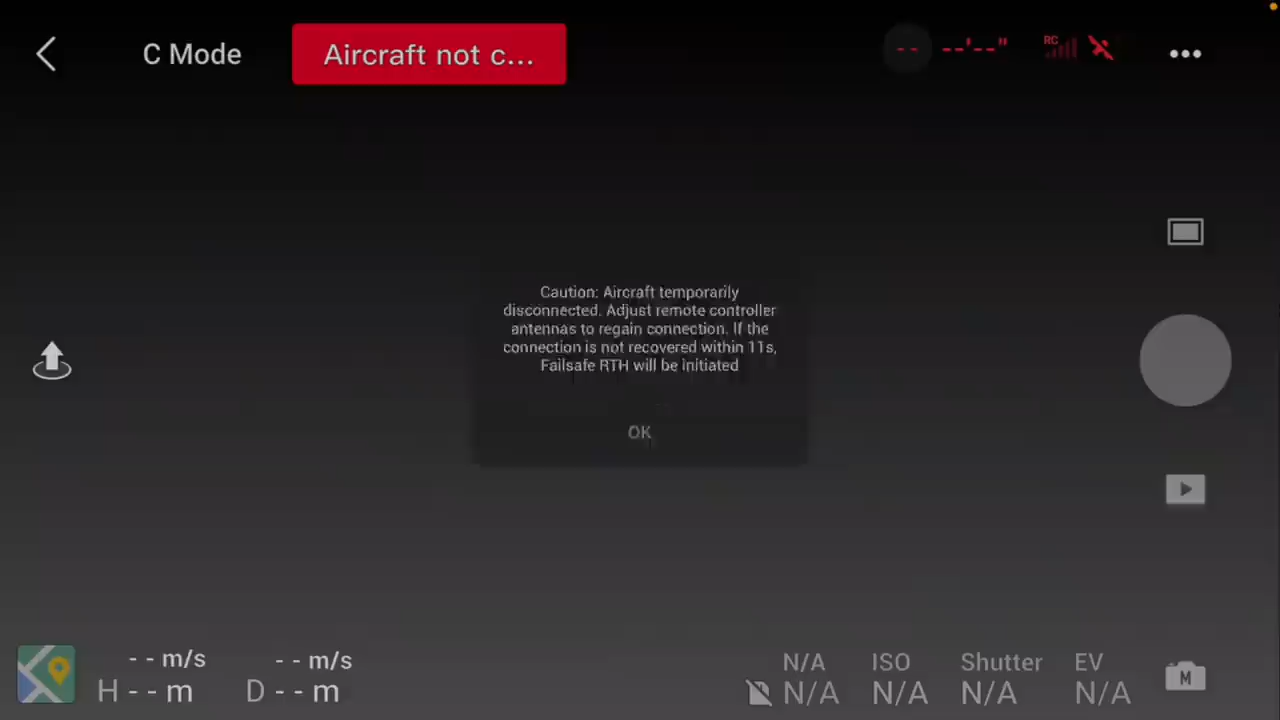 C Mode
Aircraft not c...
--
--'--"
RC
Caution: Aircraft temporarily
disconnected. Adjust remote controller
antennas to regain connection. If the
connection is not recovered within 11s,
Failsafe RTH will be initiated
OK
-- m/s
-- m/s
H -- m
D -- m
N/A
ISO
Shutter
EV
N/A
N/A
N/A
N/A
M